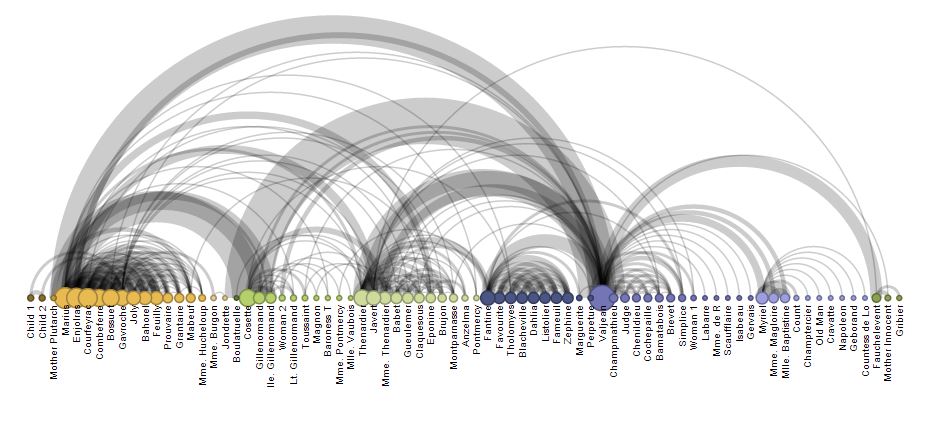 Child 1
Child 2
Mother Plutarch
Marius
Enjolras
Courfeyrac
Combeferre
Bossuet
Gavroche
Joly
Bahorel
Feuilly
Prouvaire
Grantaire
Mabeuf
Mme. Hucheloup
Mme. Burgon
Jondrette
Boulatruelle
Cosette
Gillenormand
lle. Gillenormand
Woman 2
Lt. Gillenormand
Toussaint
Magnon
Baroness T
Mme. Pontmercy
Mlle. Vaubois
Thenardier
Javert
Mme. Thenardier
Babet
Montparnasse
Gueulemer
Claquesous
Eponine
Brujon
Anzelma
Pontmercy
Fantine
Favourite
Tholomyes
Blacheville
Dahlia
Listolier
Fameuil
Zephine
Marguerite
Perpetue
Valjean
Champmathieu
Judge
Chenildieu
Cochepaille
Bamatabois
Brevet
Simplice
Woman 1
Labarre
Mme. de R
Scaufflaire
Isabeau
Gervais
Myriel
Mme. Magloire
Mlle. Baptistine
Count
Champtercier
Old Man
Cravatte
Napoleon
Geborand
Countess de Lo
Fauchelevent
Mother Innocent
Gribier